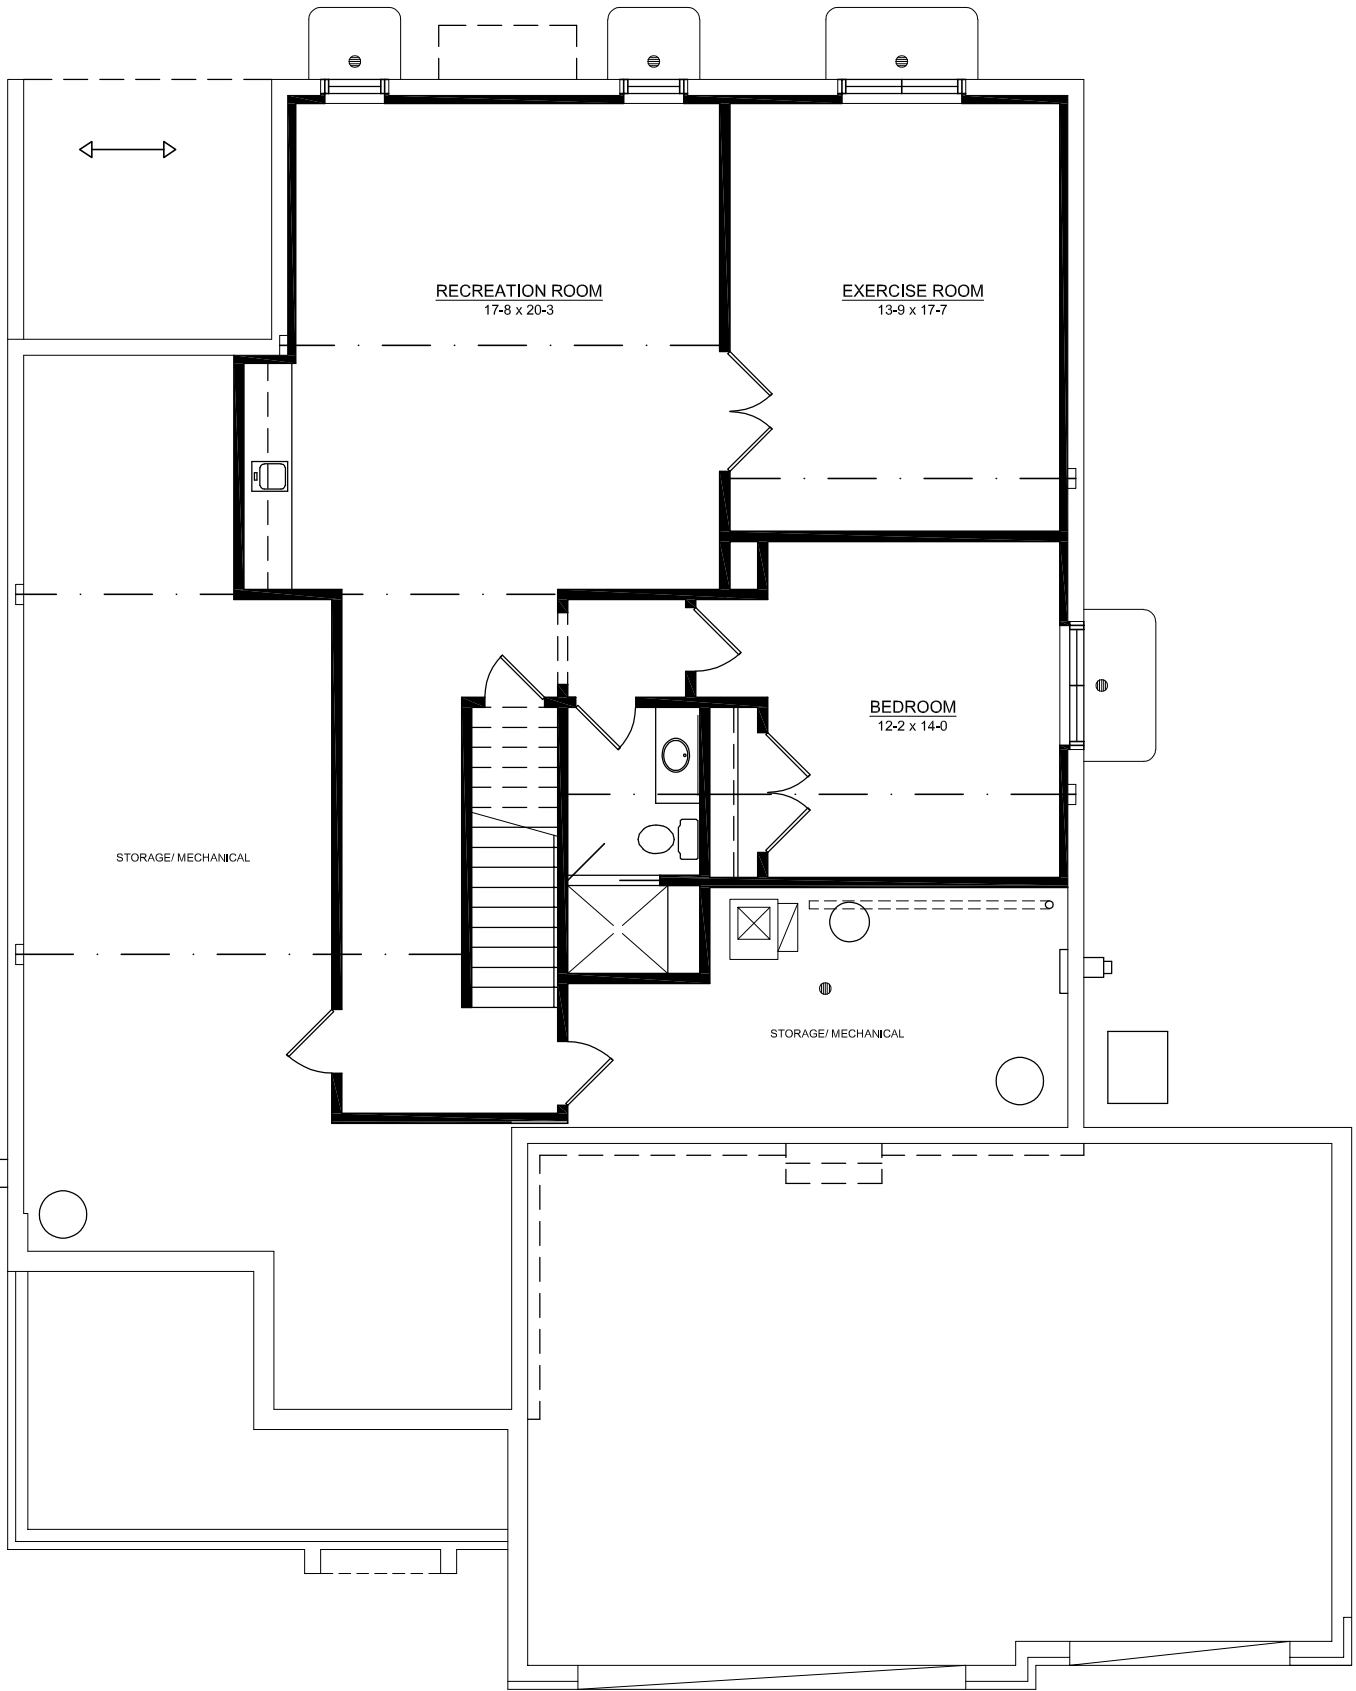 RECREATION ROOM
17-8 x 20-3
EXERCISE ROOM
13-9 x 17-7
BEDROOM
12-2 x 14-0
STORAGE/ MECHANICAL
STORAGE/ MECHANICAL